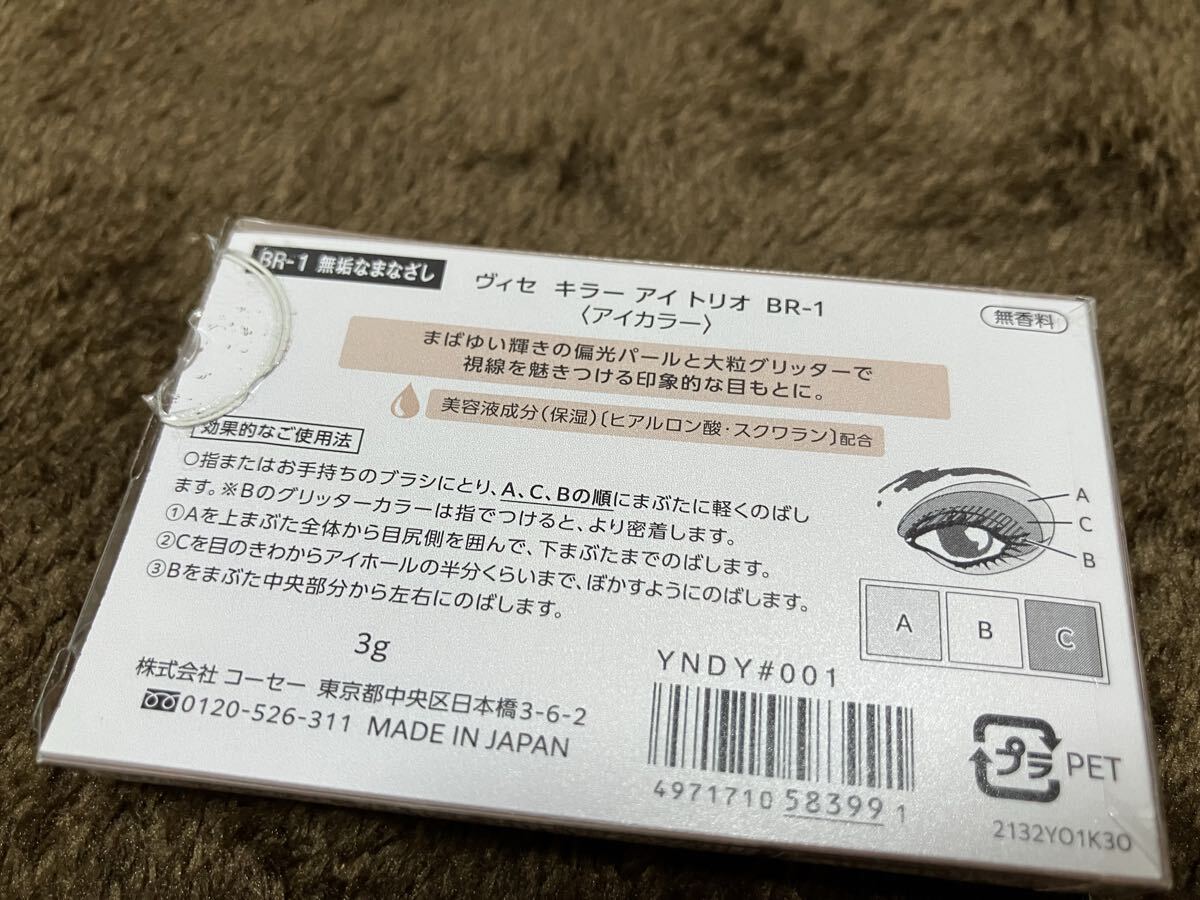 BR-1 無垢なまなざし
ヴィセ キラー アイ トリオ BR-1
〈アイカラー〉
無香料
まばゆい輝きの偏光パールと大粒グリッターで
視線を魅きつける印象的な目もとに。
美容液成分(保湿)〔ヒアルロン酸・スクワラン〕配合
効果的なご使用法
○指またはお手持ちのブラシにとり、A、C、Bの順にまぶたに軽くのばし
ます。※Bのグリッターカラーは指でつけると、より密着します。
①Aを上まぶた全体から目尻側を囲んで、下まぶたまでのばします。
②Cを目のきわからアイホールの半分くらいまで、ぼかすようにのばします。
③Bをまぶた中央部分から左右にのばします。
A
C
B
A B C
3g
株式会社 コーセー 東京都中央区日本橋3-6-2
0120-526-311 MADE IN JAPAN
YNDY#001
4971710 58399 1
プラ PET
2132YO1K3O